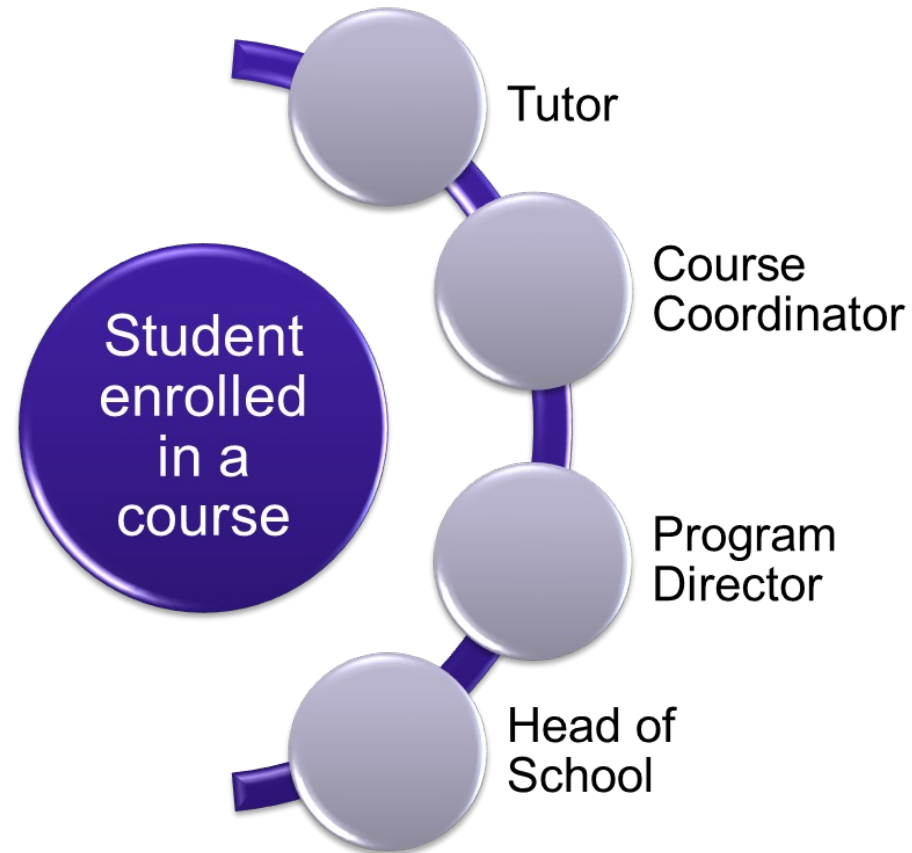 Tutor
Course
Coordinator
Student
enrolled
in a
course
Program
Director
Head of
School